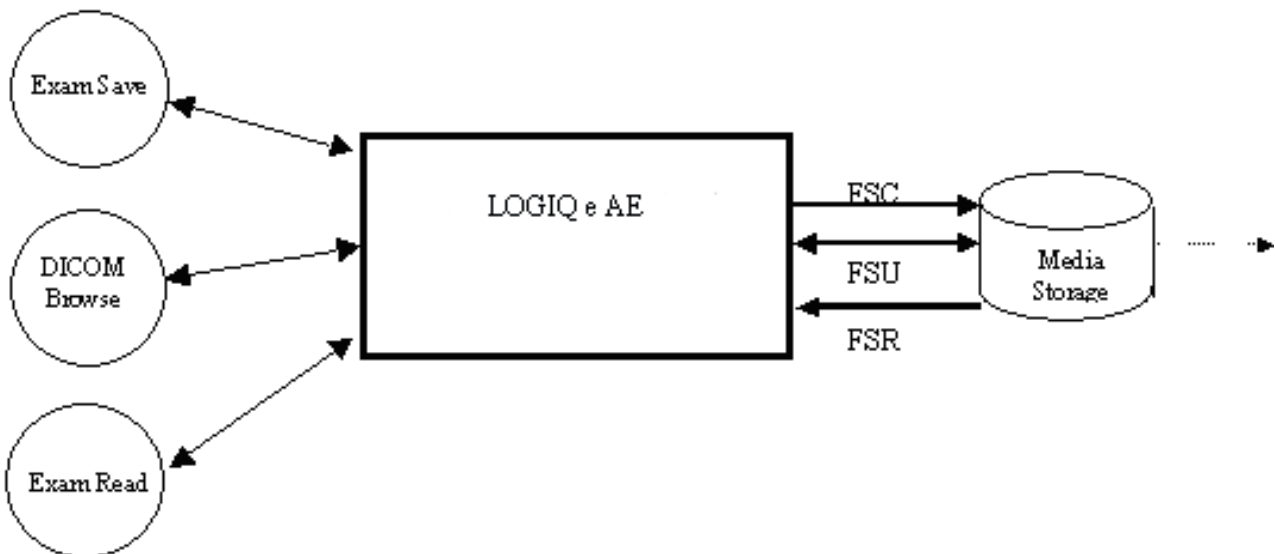 Exam Save
LOGIQ e AE
FSC
DICOM
Browse
FSU
Media
Storage
FSR
Exam Read